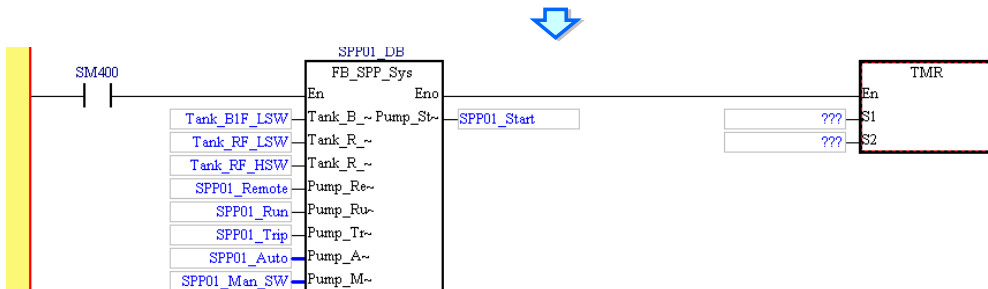 SPP01_DB
SM400
FB_SPP_Sys
TMR
En
Eno
En
Tank_B1F_LSW
Tank_B_~
Pump_St~
SPP01_Start
???
S1
Tank_RF_LSW
Tank_R_~
???
S2
Tank_RF_HSW
Tank_R_~
SPP01_Remote
Pump_Re~
SPP01_Run
Pump_Ru~
SPP01_Trip
Pump_Tr~
SPP01_Auto
Pump_A~
SPP01_Man_SW
Pump_M~